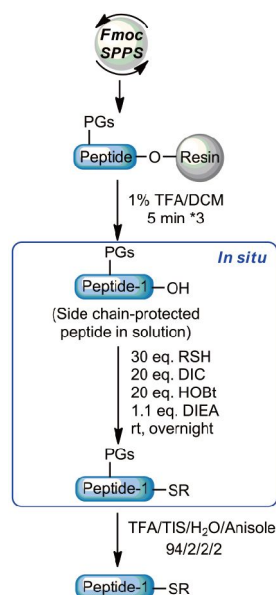 Fmoc
SPPS
PGs
Peptide-O-Resin
1% TFA/DCM
5 min *3
In situ
PGs
Peptide-1-OH
(Side chain-protected
peptide in solution)
30 eq. RSH
20 eq. DIC
20 eq. HOBt
1.1 eq. DIEA
rt, overnight
PGs
Peptide-1-SR
TFA/TIS/H₂O/Anisole
94/2/2/2
Peptide-1-SR